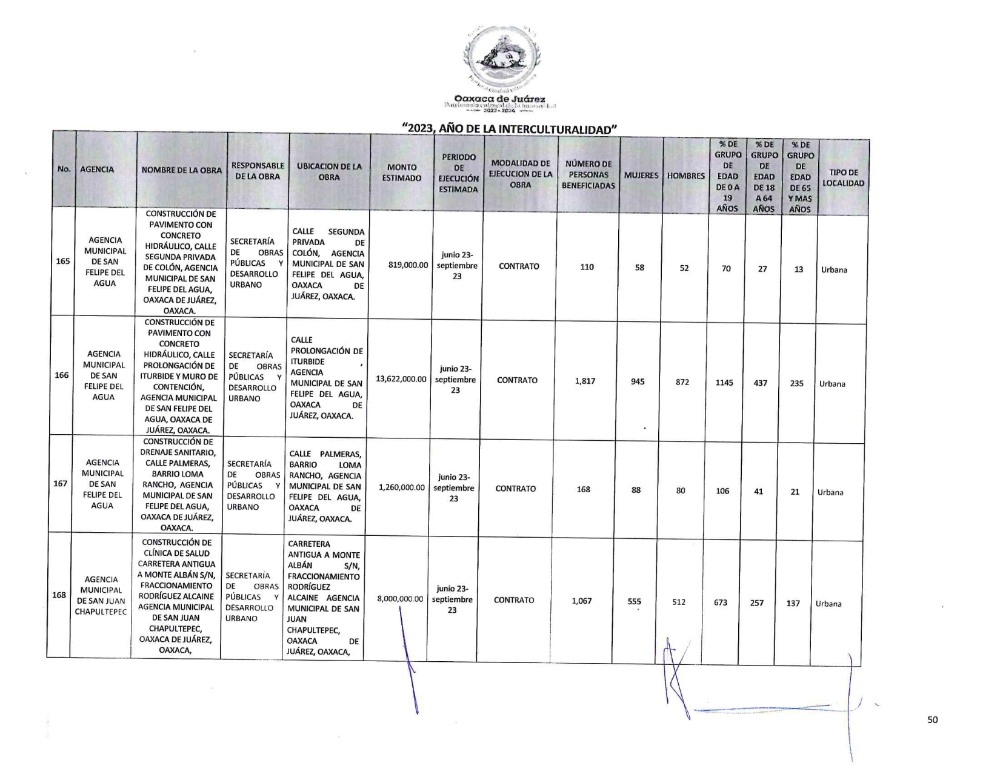 Oaxaca de Juárez
Patrimonio cultural de la humanidad
2022-2024
“2023, AÑO DE LA INTERCULTURALIDAD”
No.
AGENCIA
NOMBRE DE LA OBRA
RESPONSABLE
DE LA OBRA
UBICACION DE LA
OBRA
MONTO
ESTIMADO
PERIODO
DE
EJECUCIÓN
ESTIMADA
MODALIDAD DE
EJECUCION DE LA
OBRA
NÚMERO DE
PERSONAS
BENEFICIADAS
MUJERES
HOMBRES
% DE
GRUPO
DE
EDAD
DE 0 A
19
AÑOS
% DE
GRUPO
DE
EDAD
DE 18
A 64
AÑOS
% DE
GRUPO
DE
EDAD
DE 65
Y MAS
AÑOS
TIPO DE
LOCALIDAD
165
AGENCIA
MUNICIPAL
DE SAN
FELIPE DEL
AGUA
CONSTRUCCIÓN DE
PAVIMENTO CON
CONCRETO
HIDRÁULICO, CALLE
SEGUNDA PRIVADA
DE COLÓN, AGENCIA
MUNICIPAL DE SAN
FELIPE DEL AGUA,
OAXACA DE JUÁREZ,
OAXACA.
SECRETARÍA
DE OBRAS
PÚBLICAS Y
DESARROLLO
URBANO
CALLE SEGUNDA
PRIVADA DE
COLÓN, AGENCIA
MUNICIPAL DE SAN
FELIPE DEL AGUA,
OAXACA DE
JUÁREZ, OAXACA.
819,000.00
junio 23-
septiembre
23
CONTRATO
110
58
52
70
27
13
Urbana
166
AGENCIA
MUNICIPAL
DE SAN
FELIPE DEL
AGUA
CONSTRUCCIÓN DE
PAVIMENTO CON
CONCRETO
HIDRÁULICO, CALLE
PROLONGACIÓN DE
ITURBIDE Y MURO DE
CONTENCIÓN,
AGENCIA MUNICIPAL
DE SAN FELIPE DEL
AGUA, OAXACA DE
JUÁREZ, OAXACA.
SECRETARÍA
DE OBRAS
PÚBLICAS Y
DESARROLLO
URBANO
CALLE
PROLONGACIÓN DE
ITURBIDE ,
AGENCIA
MUNICIPAL DE SAN
FELIPE DEL AGUA,
OAXACA DE
JUÁREZ, OAXACA.
13,622,000.00
junio 23-
septiembre
23
CONTRATO
1,817
945
872
1145
437
235
Urbana
167
AGENCIA
MUNICIPAL
DE SAN
FELIPE DEL
AGUA
CONSTRUCCIÓN DE
DRENAJE SANITARIO,
CALLE PALMERAS,
BARRIO LOMA
RANCHO, AGENCIA
MUNICIPAL DE SAN
FELIPE DEL AGUA,
OAXACA DE JUÁREZ,
OAXACA.
SECRETARÍA
DE OBRAS
PÚBLICAS Y
DESARROLLO
URBANO
CALLE PALMERAS,
BARRIO LOMA
RANCHO, AGENCIA
MUNICIPAL DE SAN
FELIPE DEL AGUA,
OAXACA DE
JUÁREZ, OAXACA.
1,260,000.00
junio 23-
septiembre
23
CONTRATO
168
88
80
106
41
21
Urbana
168
AGENCIA
MUNICIPAL
DE SAN JUAN
CHAPULTEPEC
CONSTRUCCIÓN DE
CLÍNICA DE SALUD
CARRETERA ANTIGUA
A MONTE ALBÁN S/N,
FRACCIONAMIENTO
RODRÍGUEZ ALCAINE
AGENCIA MUNICIPAL
DE SAN JUAN
CHAPULTEPEC,
OAXACA DE JUÁREZ,
OAXACA,
SECRETARÍA
DE OBRAS
PÚBLICAS Y
DESARROLLO
URBANO
CARRETERA
ANTIGUA A MONTE
ALBÁN S/N,
FRACCIONAMIENTO
RODRÍGUEZ
ALCAINE AGENCIA
MUNICIPAL DE SAN
JUAN
CHAPULTEPEC,
OAXACA DE
JUÁREZ, OAXACA,
8,000,000.00
junio 23-
septiembre
23
CONTRATO
1,067
555
512
673
257
137
Urbana
50